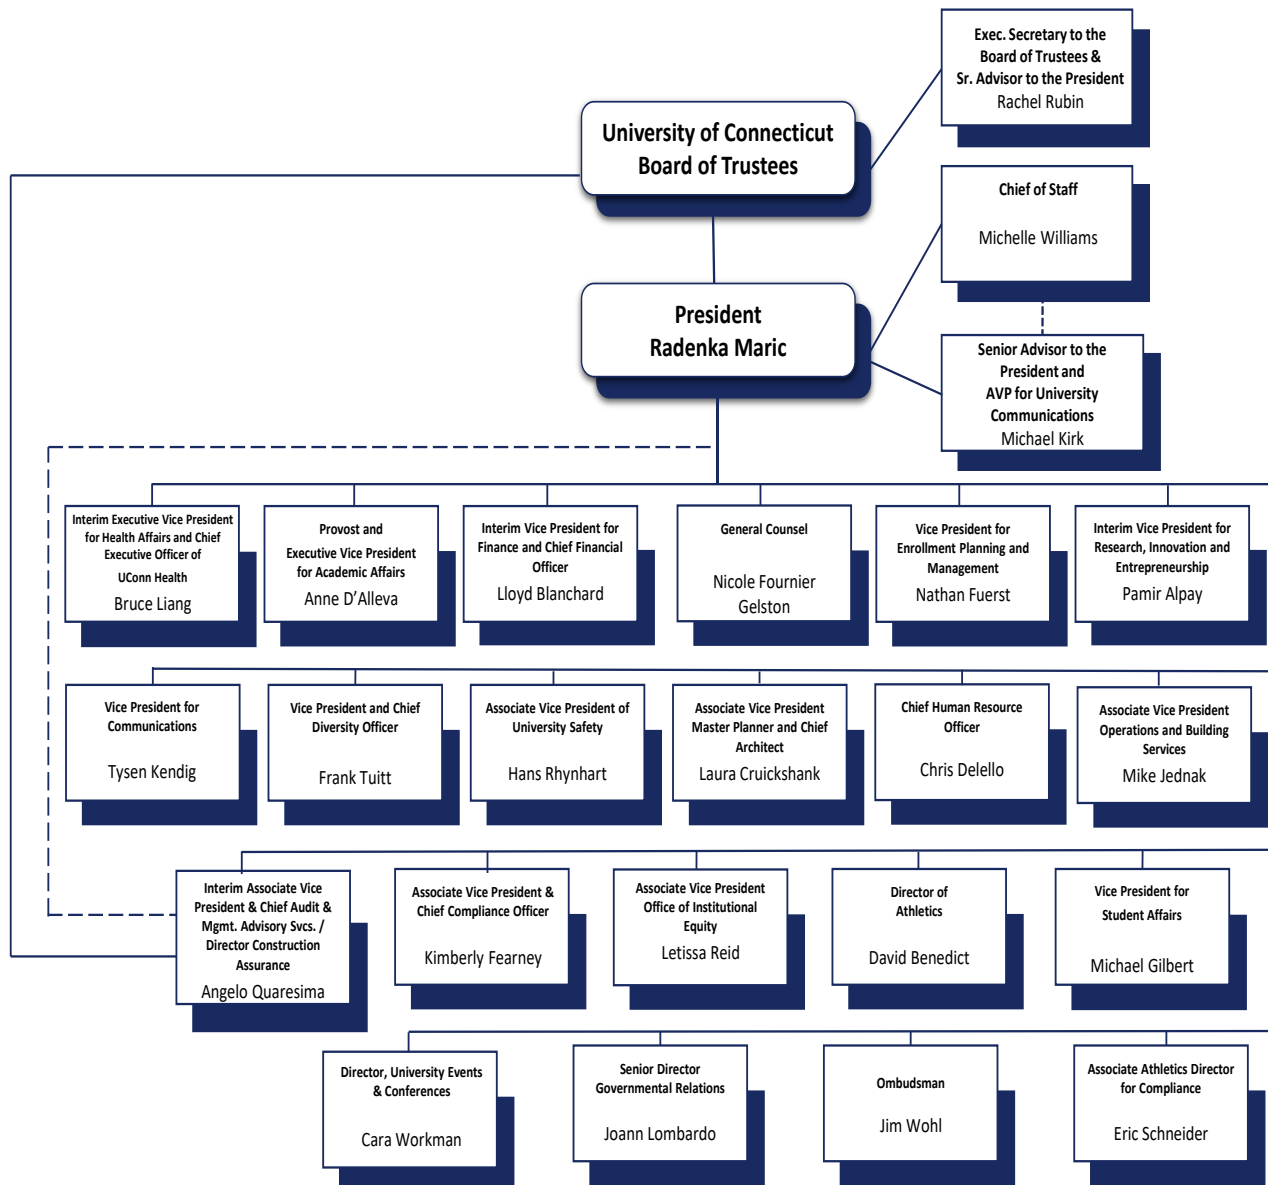 Exec. Secretary to the
Board of Trustees &
Sr. Advisor to the President
Rachel Rubin
University of Connecticut
Board of Trustees
Chief of Staff
Michelle Williams
President
Radenka Maric
Senior Advisor to the
President and
AVP for University
Communications
Michael Kirk
Interim Executive Vice President
for Health Affairs and Chief
Executive Officer of
UConn Health
Bruce Liang
Provost and
Executive Vice President
for Academic Affairs
Anne D’Alleva
Interim Vice President for
Finance and Chief Financial
Officer
Lloyd Blanchard
General Counsel
Nicole Fournier
Gelston
Vice President for
Enrollment Planning and
Management
Nathan Fuerst
Interim Vice President for
Research, Innovation and
Entrepreneurship
Pamir Alpay
Vice President for
Communications
Tysen Kendig
Vice President and Chief
Diversity Officer
Frank Tuitt
Associate Vice President of
University Safety
Hans Rhynhart
Associate Vice President
Master Planner and Chief
Architect
Laura Cruickshank
Chief Human Resource
Officer
Chris Delello
Associate Vice President
Operations and Building
Services
Mike Jednak
Interim Associate Vice
President & Chief Audit &
Mgmt. Advisory Svcs. /
Director Construction
Assurance
Angelo Quaresima
Associate Vice President &
Chief Compliance Officer
Kimberly Fearney
Associate Vice President
Office of Institutional
Equity
Letissa Reid
Director of
Athletics
David Benedict
Vice President for
Student Affairs
Michael Gilbert
Director, University Events
& Conferences
Cara Workman
Senior Director
Governmental Relations
Joann Lombardo
Ombudsman
Jim Wohl
Associate Athletics Director
for Compliance
Eric Schneider